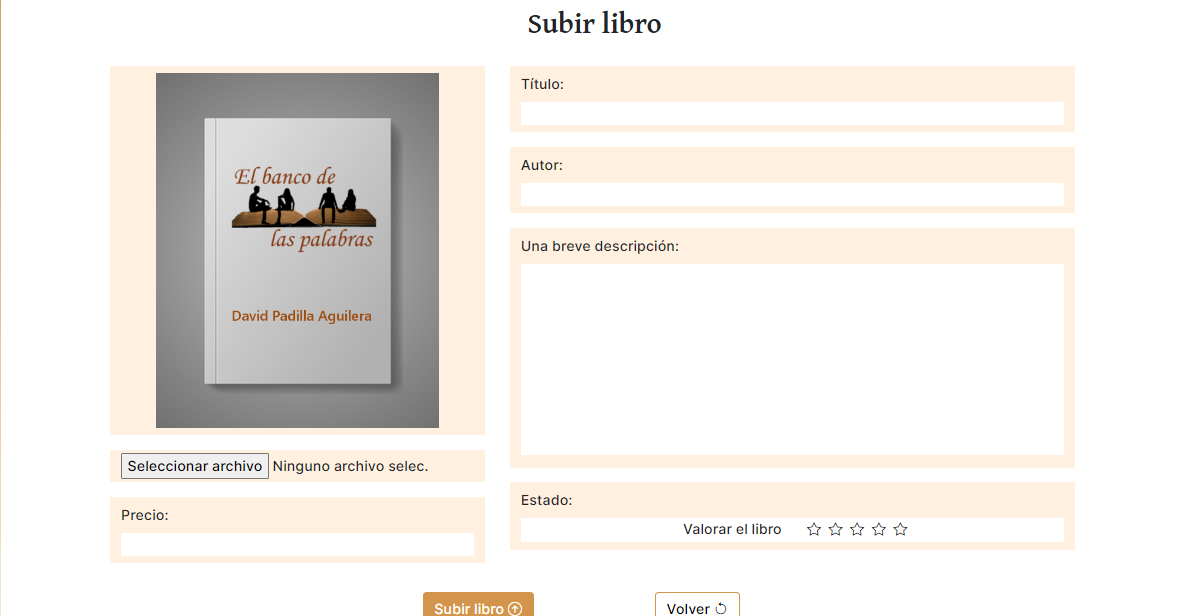 Subir libro
El banco de
las palabras
David Padilla Aguilera
Seleccionar archivo Ninguno archivo selec.
Precio:
Título:
Autor:
Una breve descripción:
Estado:
Valorar el libro
Subir libro
Volver